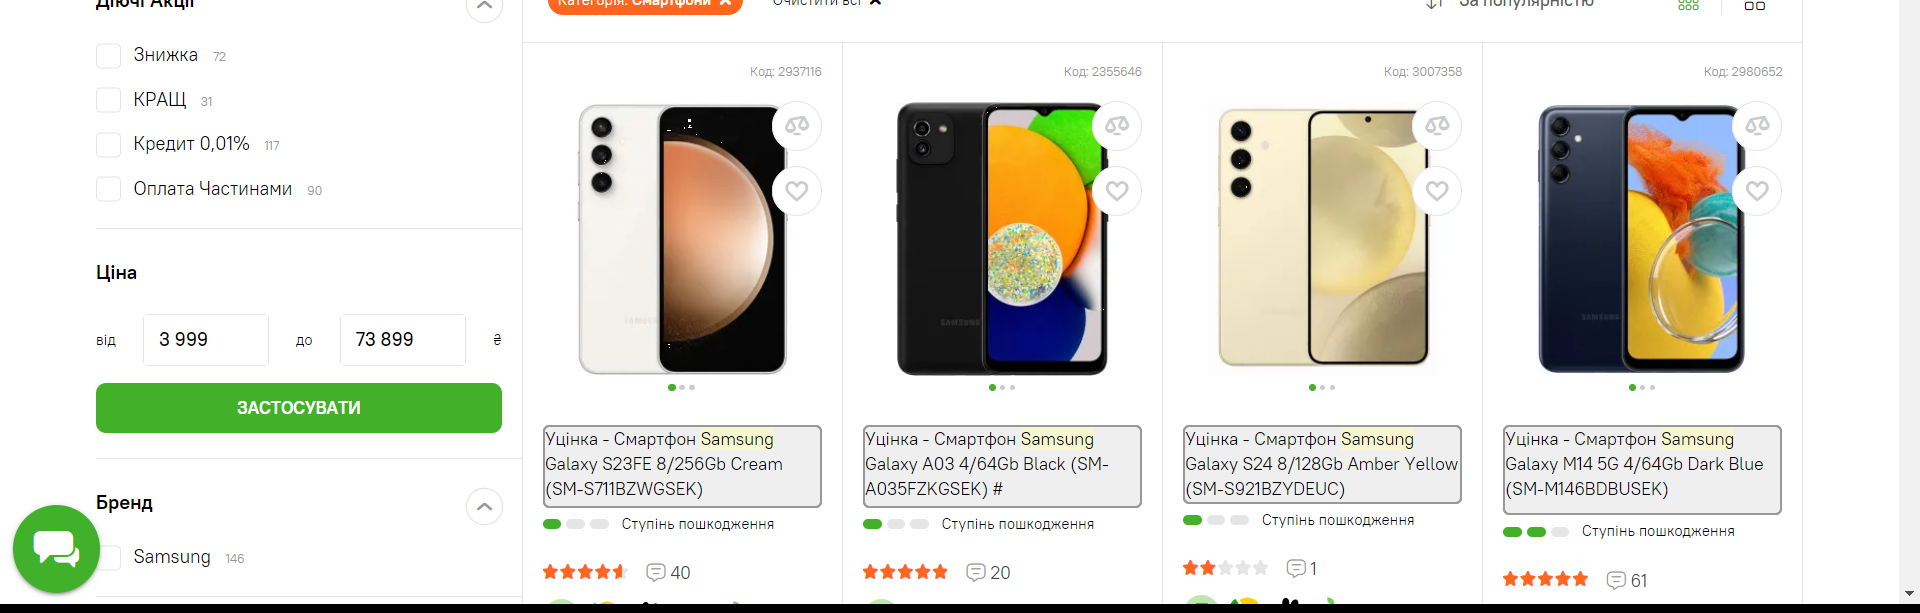 Діючі Акції
Знижка 72
КРАЩ 31
Кредит 0,01% 117
Оплата Частинами 90
Ціна
від 3 999 до 73 899 ₴
ЗАСТОСУВАТИ
Бренд
Samsung 146
Категорія: Смартфони ✕
Очистити всі ✕
За популярністю
Код: 2937116
SAMSUNG
Уцінка - Смартфон Samsung
Galaxy S23FE 8/256Gb Cream
(SM-S711BZWGSEK)
Ступінь пошкодження
40
Код: 2355646
SAMSUNG
Уцінка - Смартфон Samsung
Galaxy A03 4/64Gb Black (SM-
A035FZKGSEK) #
Ступінь пошкодження
20
Код: 3007358
Уцінка - Смартфон Samsung
Galaxy S24 8/128Gb Amber Yellow
(SM-S921BZYDEUC)
Ступінь пошкодження
1
Код: 2980652
SAMSUNG
Уцінка - Смартфон Samsung
Galaxy M14 5G 4/64Gb Dark Blue
(SM-M146BDBUSEK)
Ступінь пошкодження
61